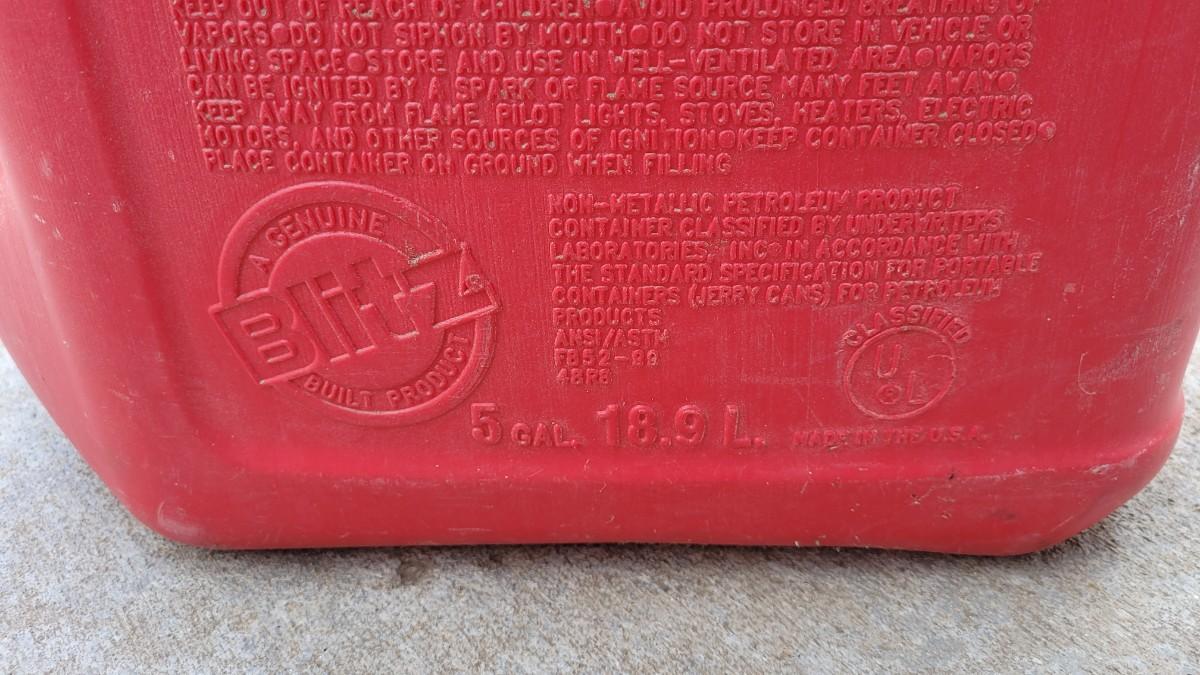 KEEP OUT OF REACH OF CHILDREN●AVOID PROLONGED BREATHING OF
VAPORS●DO NOT SIPHON BY MOUTH●DO NOT STORE IN VEHICLE OR
LIVING SPACE●STORE AND USE IN WELL-VENTILATED AREA●VAPORS
CAN BE IGNITED BY A SPARK OR FLAME SOURCE MANY FEET AWAY●
KEEP AWAY FROM FLAME, PILOT LIGHTS, STOVES, HEATERS, ELECTRIC
MOTORS, AND OTHER SOURCES OF IGNITION●KEEP CONTAINER CLOSED●
PLACE CONTAINER ON GROUND WHEN FILLING
A GENUINE
Blitz®
BUILT PRODUCT
NON-METALLIC PETROLEUM PRODUCT
CONTAINER CLASSIFIED BY UNDERWRITERS
LABORATORIES, INC® IN ACCORDANCE WITH
THE STANDARD SPECIFICATION FOR PORTABLE
CONTAINERS (JERRY CANS) FOR PETROLEUM
PRODUCTS
ANSI/ASTM
F852-99
48R8
CLASSIFIED
U
® L
5 GAL. 18.9 L.
MADE IN THE U.S.A.